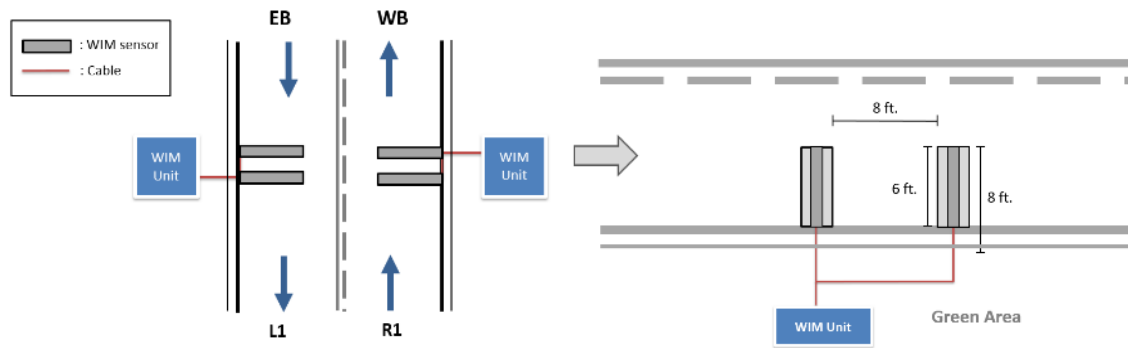 : WIM sensor
: Cable
EB
WB
WIM
Unit
WIM
Unit
L1
R1
8 ft.
6 ft.
8 ft.
WIM Unit
Green Area